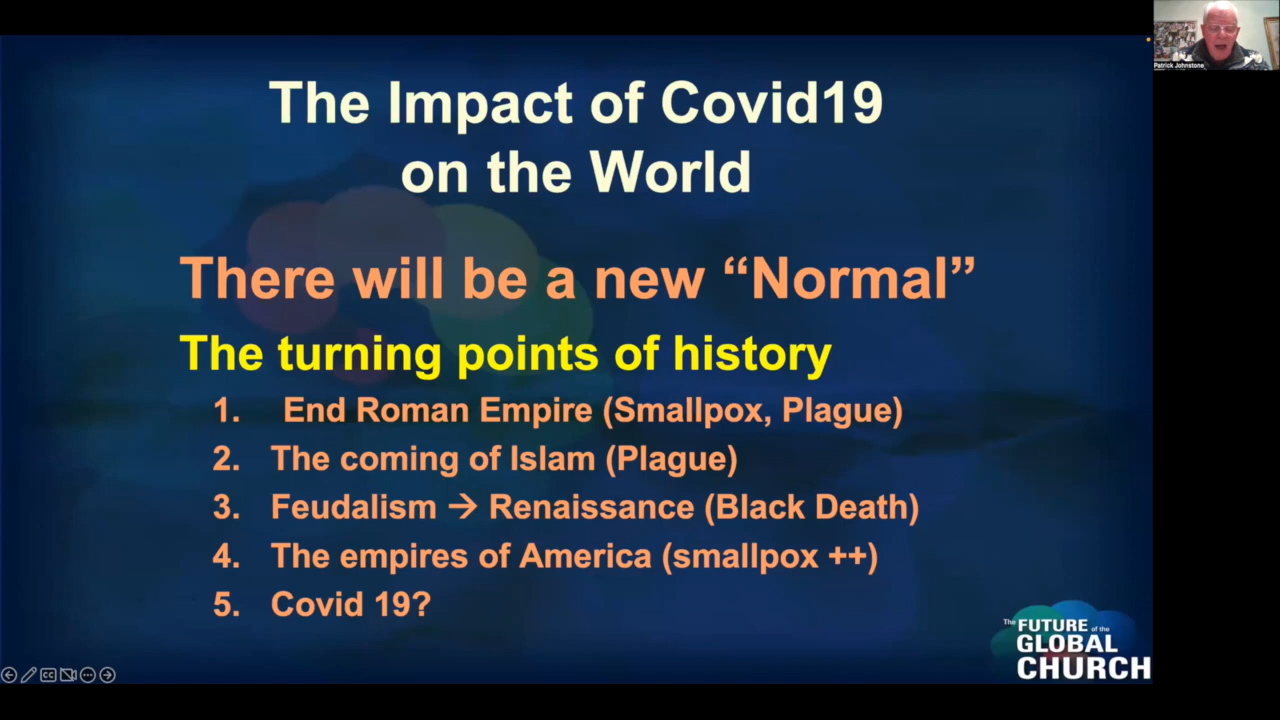 The Impact of Covid19
on the World
There will be a new “Normal”
The turning points of history
1. End Roman Empire (Smallpox, Plague)
2. The coming of Islam (Plague)
3. Feudalism → Renaissance (Black Death)
4. The empires of America (smallpox ++)
5. Covid 19?
The FUTURE of the
GLOBAL
CHURCH
Patrick Johnstone
CC